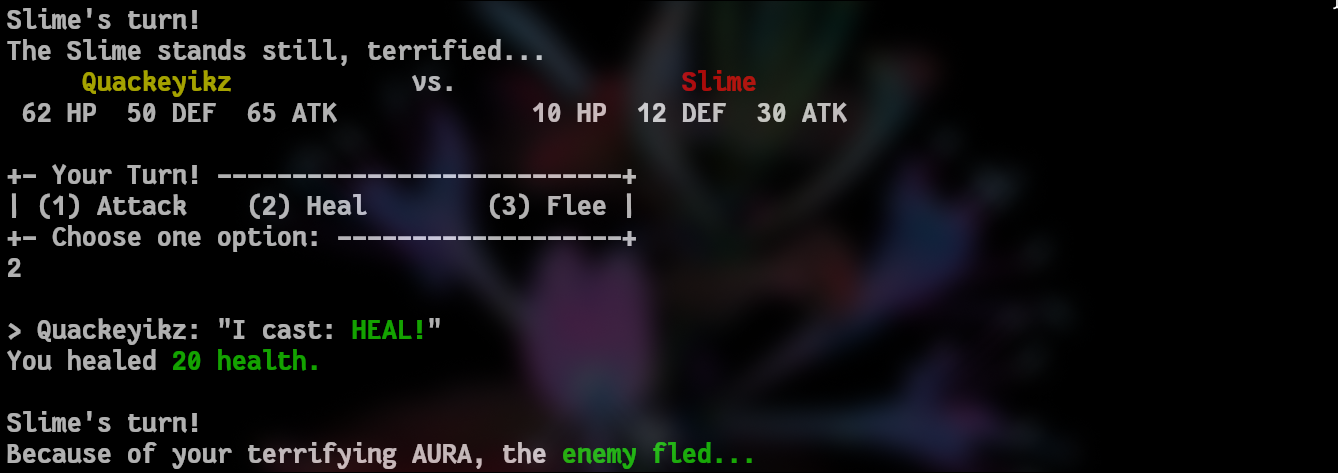 Slime's turn!
The Slime stands still, terrified...
Quackeyikz vs. Slime
62 HP 50 DEF 65 ATK 10 HP 12 DEF 30 ATK
+- Your Turn! ---------------------------+
| (1) Attack (2) Heal (3) Flee |
+- Choose one option: -------------------+
2
> Quackeyikz: "I cast: HEAL!"
You healed 20 health.
Slime's turn!
Because of your terrifying AURA, the enemy fled...